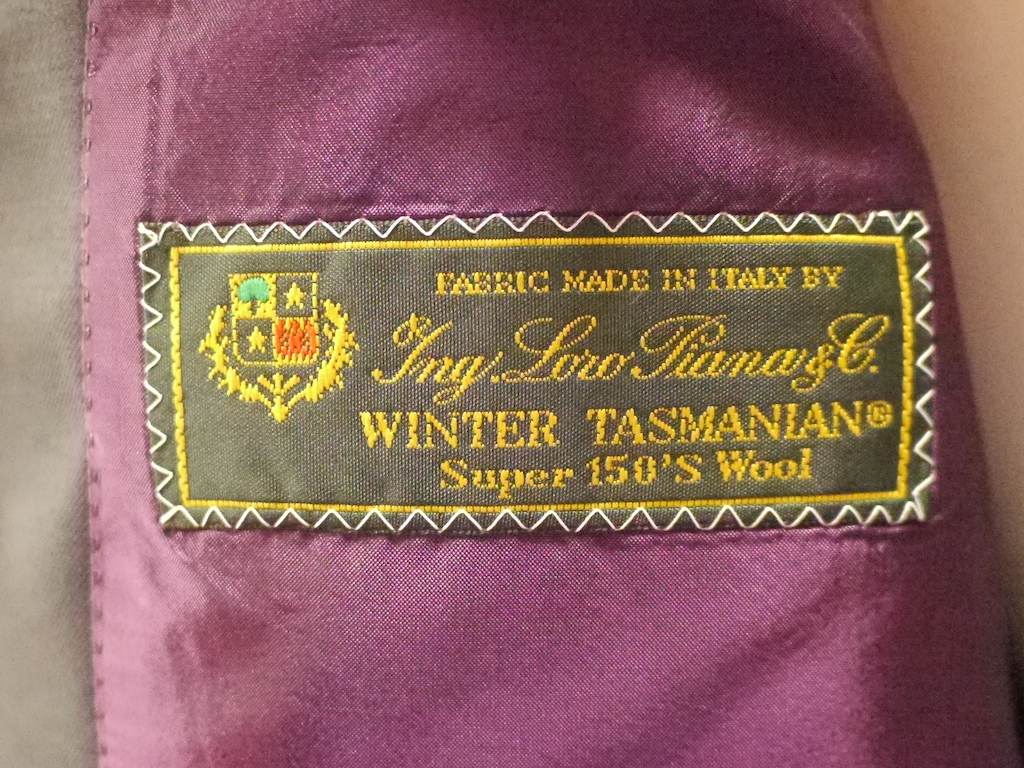 FABRIC MADE IN ITALY BY
Ing. Loro Piana & C.
WINTER TASMANIAN®
Super 150'S Wool